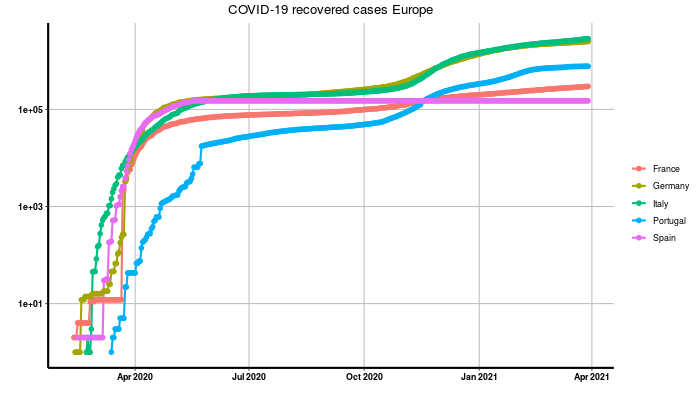 COVID-19 recovered cases Europe
1e+05
1e+03
1e+01
Apr 2020
Jul 2020
Oct 2020
Jan 2021
Apr 2021
France
Germany
Italy
Portugal
Spain